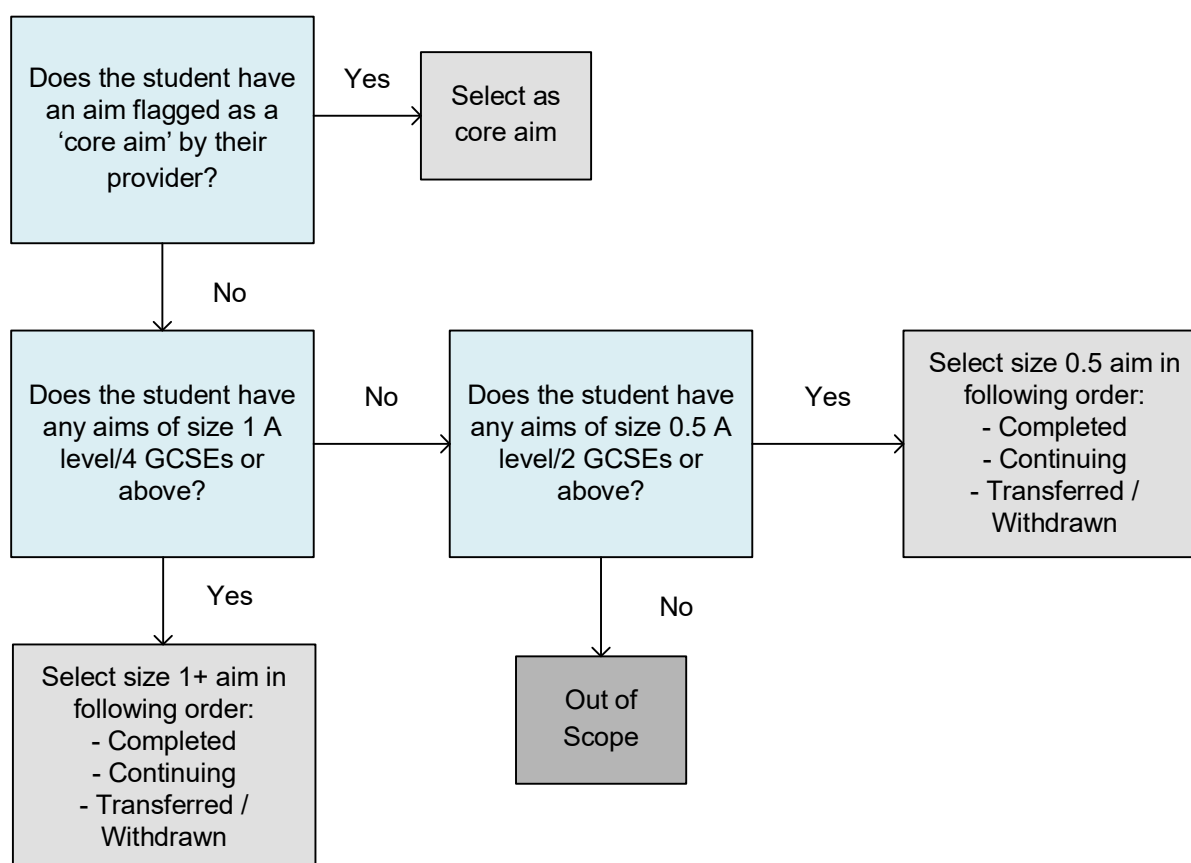 Does the student have
an aim flagged as a
‘core aim’ by their
provider?
Yes
Select as
core aim
No
Does the student have
any aims of size 1 A
level/4 GCSEs or
above?
No
Does the student have
any aims of size 0.5 A
level/2 GCSEs or
above?
Yes
Select size 0.5 aim in
following order:
- Completed
- Continuing
- Transferred /
Withdrawn
Yes
Select size 1+ aim in
following order:
- Completed
- Continuing
- Transferred /
Withdrawn
No
Out of
Scope